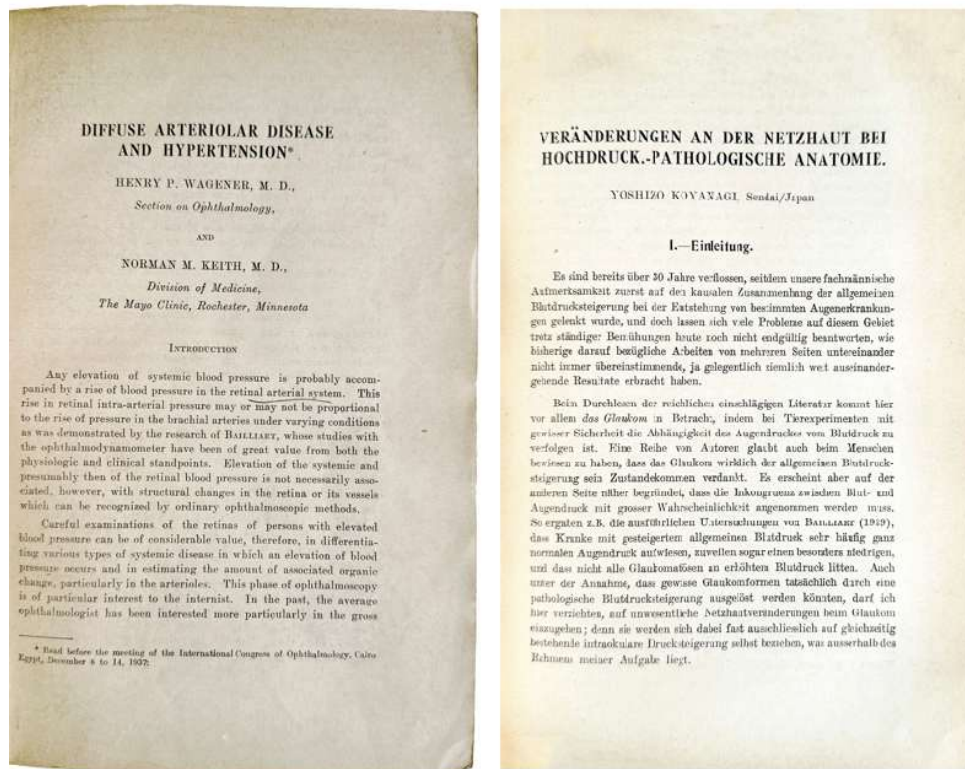 DIFFUSE ARTERIOLAR DISEASE
AND HYPERTENSION*
HENRY P. WAGENER, M. D.,
Section on Ophthalmology,
AND
NORMAN M. KEITH, M. D.,
Division of Medicine,
The Mayo Clinic, Rochester, Minnesota
INTRODUCTION
Any elevation of systemic blood pressure is probably accom-
panied by a rise of blood pressure in the retinal arterial system. This
rise in retinal intra-arterial pressure may or may not be proportional
to the rise of pressure in the brachial arteries under varying conditions
as was demonstrated by the research of BAILLIART, whose studies with
the ophthalmodynamometer have been of great value from both the
physiologic and clinical standpoints. Elevation of the systemic and
presumably then of the retinal blood pressure is not necessarily asso-
ciated, however, with structural changes in the retina or its vessels
which can be recognized by ordinary ophthalmoscopic methods.
Careful examinations of the retinas of persons with elevated
blood pressure can be of considerable value, therefore, in differentia-
ting various types of systemic disease in which an elevation of blood
pressure occurs and in estimating the amount of associated organic
change, particularly in the arterioles. This phase of ophthalmoscopy
is of particular interest to the internist. In the past, the average
ophthalmologist has been interested more particularly in the gross
* Read before the meeting of the International Congress of Ophthalmology, Cairo
Egypt, December 8 to 14, 1937.
VERÄNDERUNGEN AN DER NETZHAUT BEI
HOCHDRUCK.-PATHOLOGISCHE ANATOMIE.
YOSHIZO KOYANAGI, Sendai/Japan
I.—Einleitung.
Es sind bereits über 30 Jahre verflossen, seitdem unsere fachmännische
Aufmerksamkeit zuerst auf den kausalen Zusammenhang der allgemeinen
Blutdrucksteigerung bei der Entstehung von bestimmten Augenerkrankun-
gen gelenkt wurde, und doch lassen sich viele Probleme auf diesem Gebiet
trotz ständiger Bemühungen heute noch nicht endgültig beantworten, wie
bisherige darauf bezügliche Arbeiten von mehreren Seiten untereinander
nicht immer übereinstimmende, ja gelegentlich ziemlich weit auseinander-
gehende Resultate erbracht haben.
Beim Durchlesen der reichlichen einschlägigen Literatur kommt hier
vor allem das Glaukom in Betracht, indem bei Tierexperimenten mit
gewisser Sicherheit die Abhängigkeit des Augendruckes vom Blutdruck zu
verfolgen ist. Eine Reihe von Autoren glaubt auch beim Menschen
bewiesen zu haben, dass das Glaukom wirklich der allgemeinen Blutdruck-
steigerung sein Zustandekommen verdankt. Es erscheint aber auf der
anderen Seite näher begründet, dass die Inkongruenz zwischen Blut- und
Augendruck mit grosser Wahrscheinlichkeit angenommen werden muss.
So ergaben z.B. die ausführlichen Untersuchungen von BAILLIART (1929),
dass Kranke mit gesteigertem allgemeinen Blutdruck sehr häufig ganz
normalen Augendruck aufwiesen, zuweilen sogar einen besonders niedrigen,
und dass nicht alle Glaukomatösen an erhöhtem Blutdruck litten. Auch
unter der Annahme, dass gewisse Glaukomformen tatsächlich durch eine
pathologische Blutdrucksteigerung ausgelöst werden könnten, darf ich
hier verzichten, auf unwesentliche Netzhautveränderungen beim Glaukom
einzugehen; denn sie werden sich dabei fast ausschliesslich auf gleichzeitig
bestehende intraokulare Drucksteigerung selbst beziehen, was ausserhalb des
Rahmens meiner Aufgabe liegt.